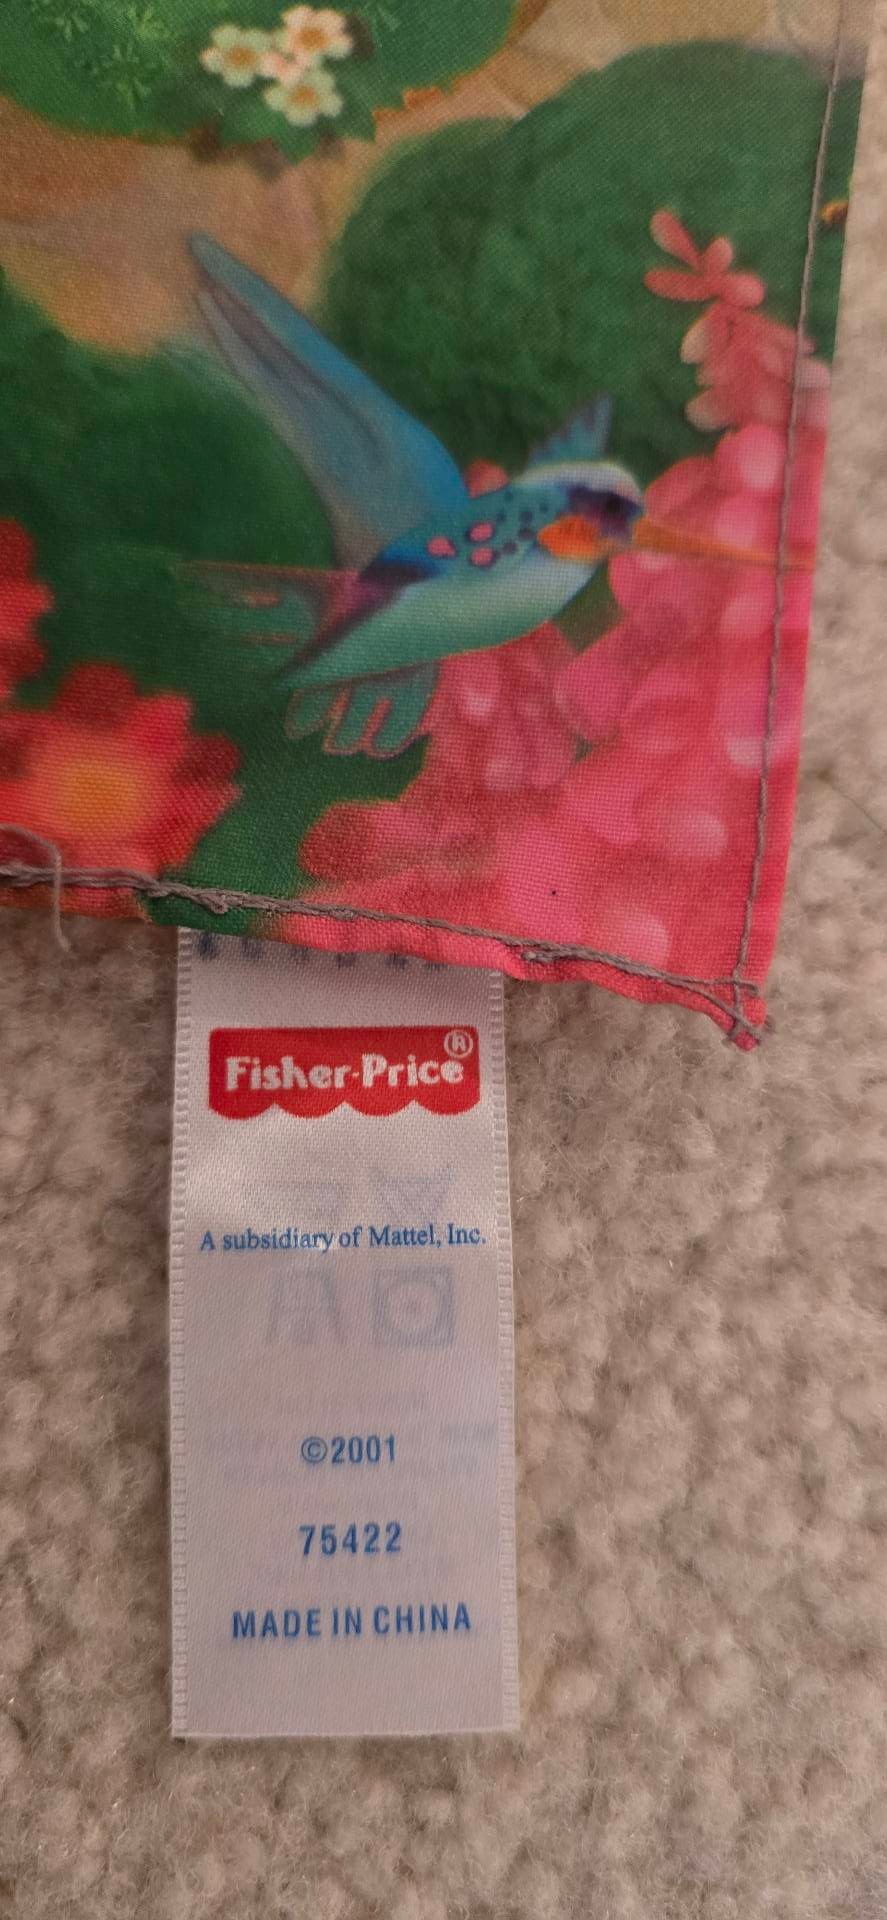 Fisher-Price®
A subsidiary of Mattel, Inc.
©2001
75422
MADE IN CHINA